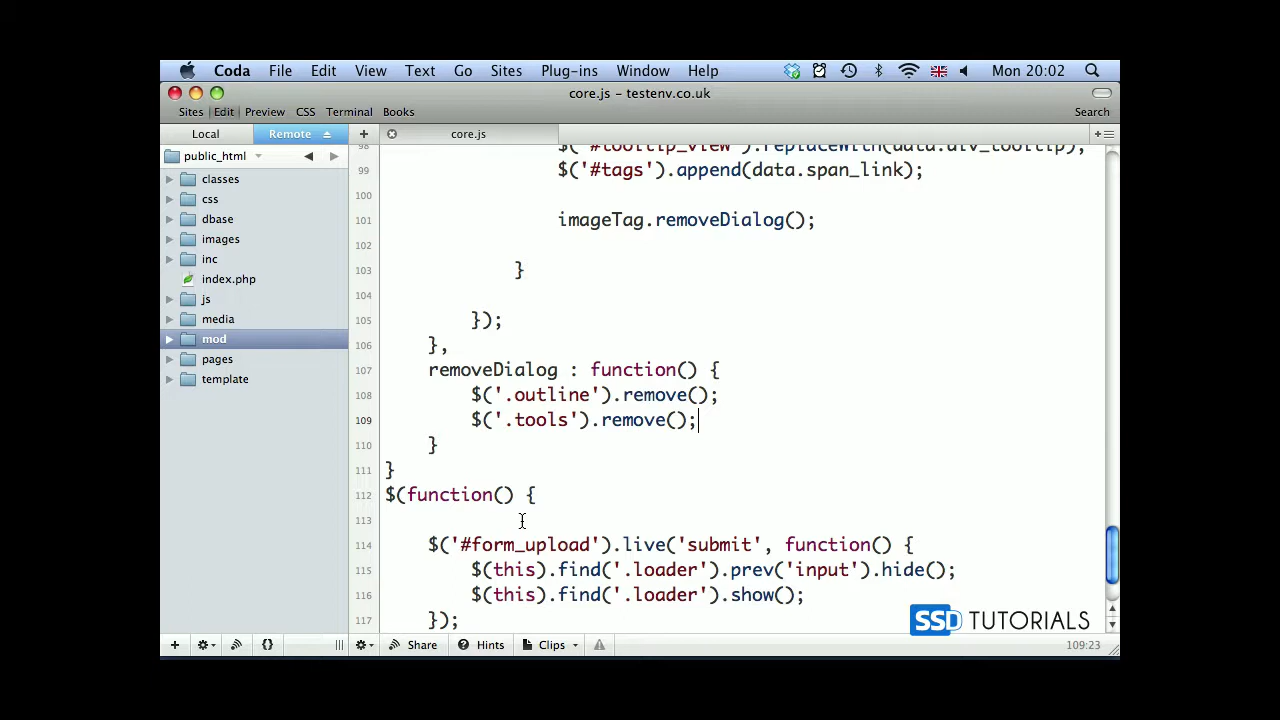 Coda File Edit View Text Go Sites Plug-ins Window Help Mon 20:02
core.js - testenv.co.uk
Sites Edit Preview CSS Terminal Books Search
Local Remote + core.js
public_html
classes
css
dbase
images
inc
index.php
js
media
mod
pages
template
98 $('#tooltip_view').replaceWith(data.div_tooltip);
99 $('#tags').append(data.span_link);
100
101 imageTag.removeDialog();
102
103 }
104
105 });
106 },
107 removeDialog : function() {
108 $('.outline').remove();
109 $('.tools').remove();
110 }
111 }
112 $(function() {
113
114 $('#form_upload').live('submit', function() {
115 $(this).find('.loader').prev('input').hide();
116 $(this).find('.loader').show();
117 });
SSD TUTORIALS
Share Hints Clips 109:23